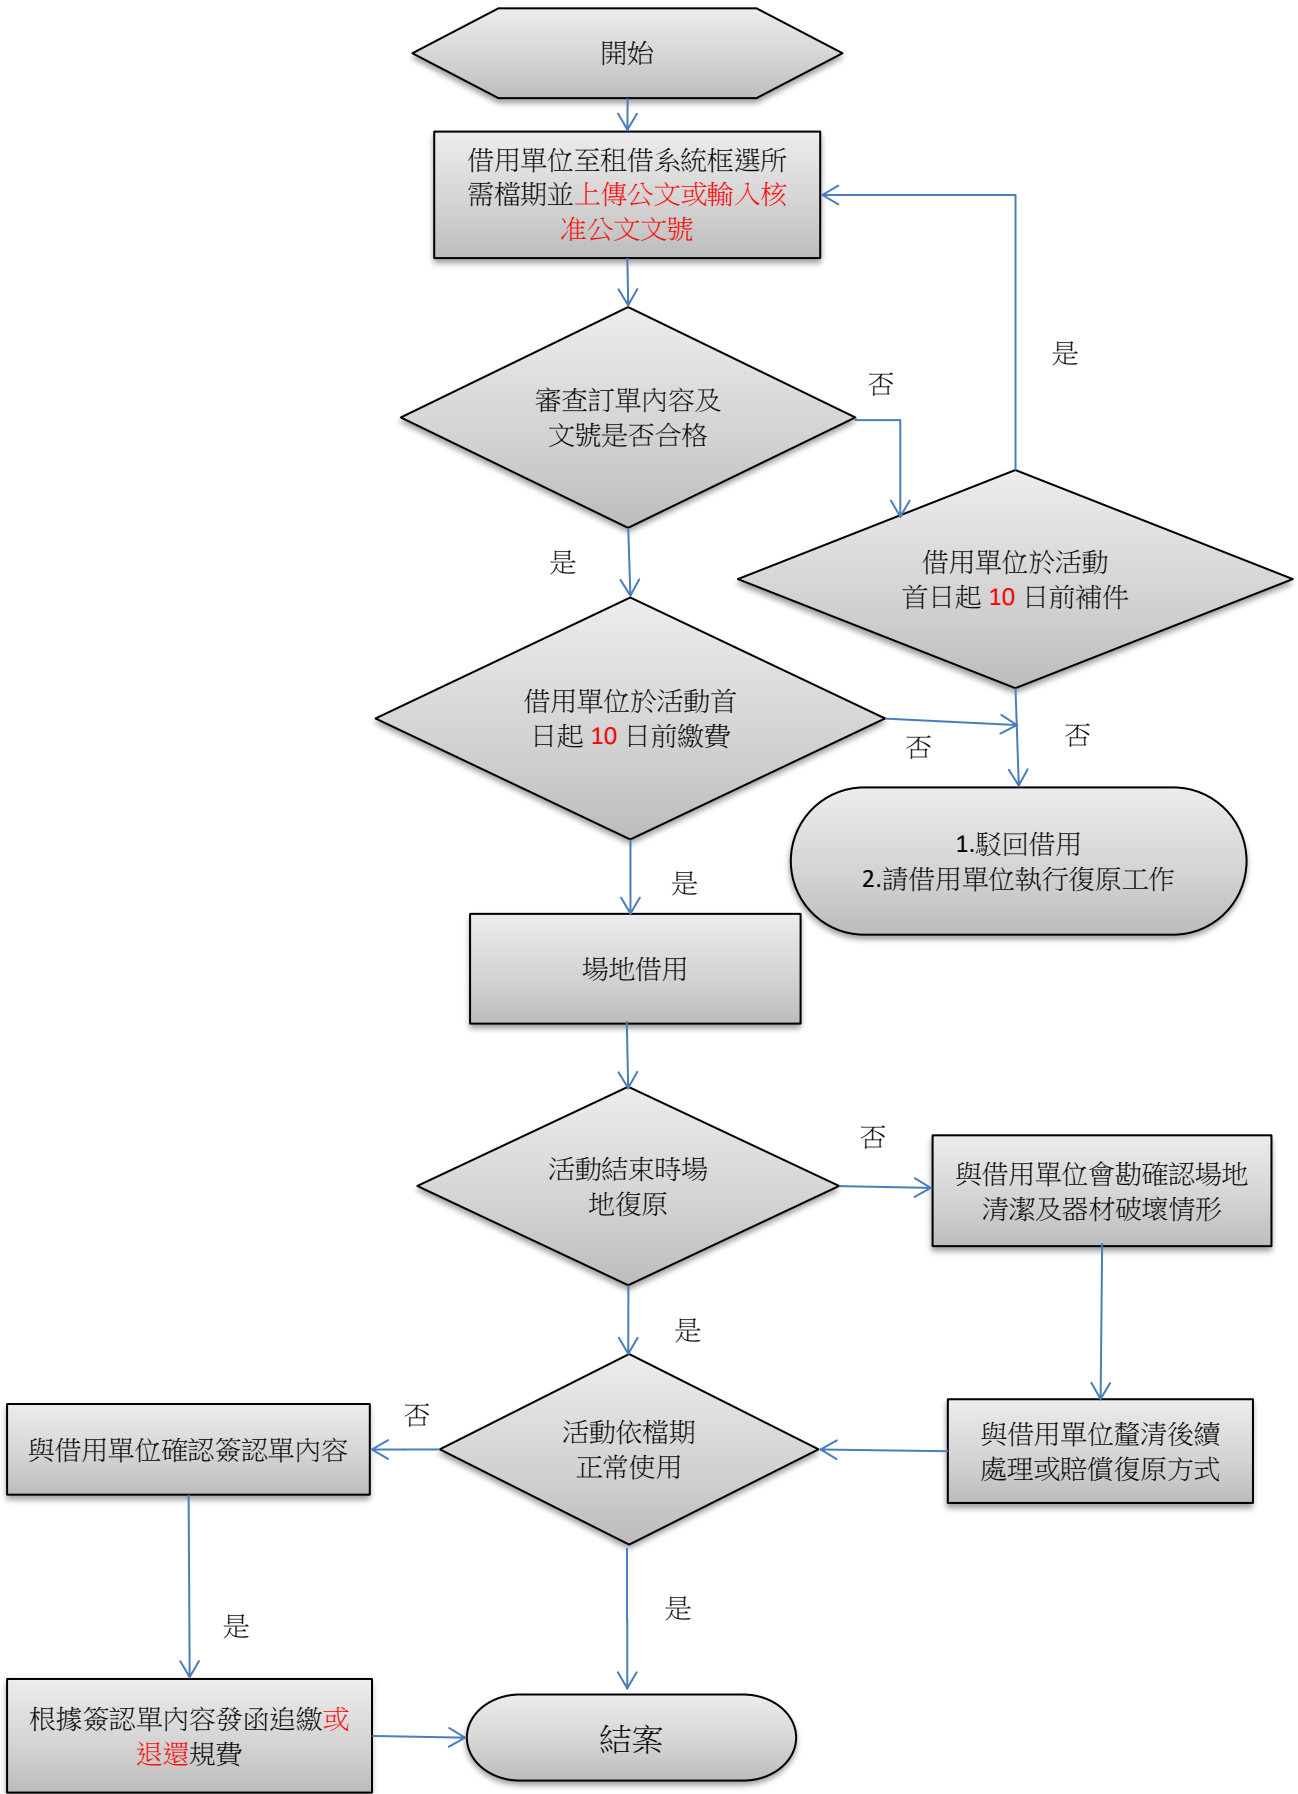 開始
借用單位至租借系統框選所
需檔期並上傳公文或輸入核
准公文文號
是
否
審查訂單內容及
文號是否合格
是
借用單位於活動
首日起 10 日前補件
借用單位於活動首
日起 10 日前繳費
否
否
1.駁回借用
2.請借用單位執行復原工作
是
場地借用
否
活動結束時場
地復原
與借用單位會勘確認場地
清潔及器材破壞情形
是
否
活動依檔期
正常使用
與借用單位確認簽認單內容
與借用單位釐清後續
處理或賠償復原方式
是
是
根據簽認單內容發函追繳或
退還規費
結案